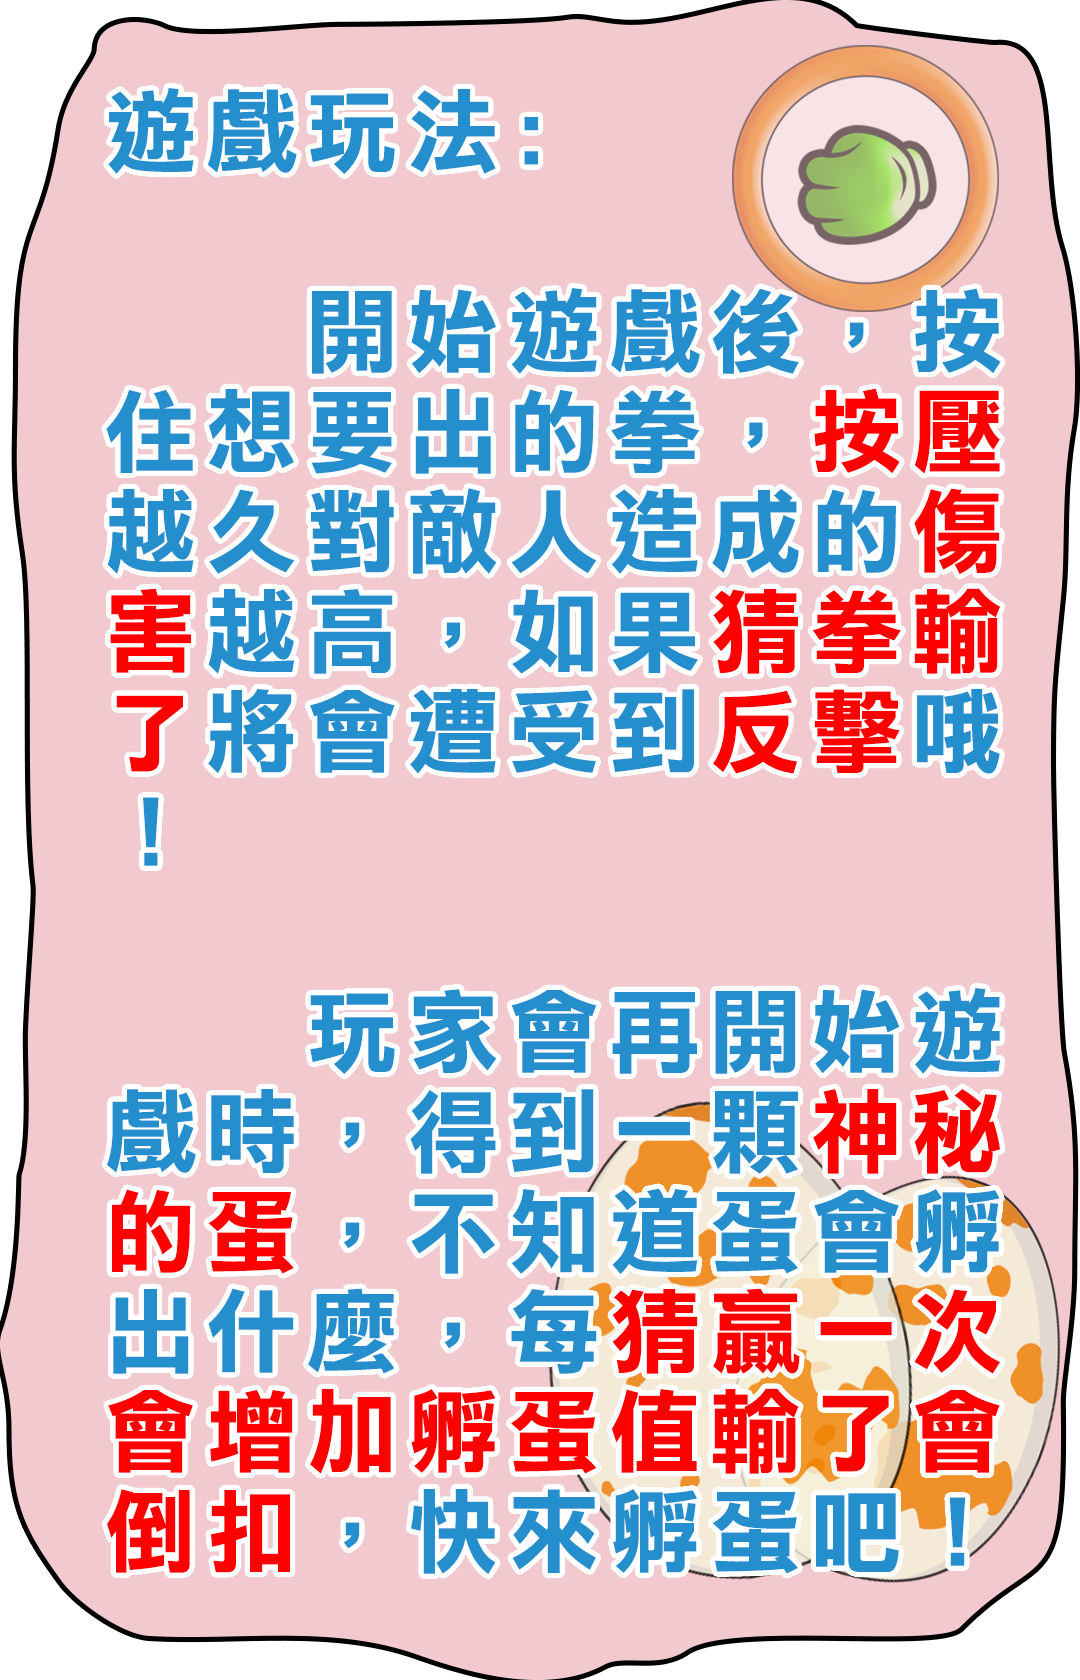 遊戲玩法：
開始遊戲後，按
住想要出的拳，按壓
越久對敵人造成的傷
害越高，如果猜拳輸
了將會遭受到反擊哦
！
玩家會再開始遊
戲時，得到一顆神秘
的蛋，不知道蛋會孵
出什麼，每猜贏一次
會增加孵蛋值輸了會
倒扣，快來孵蛋吧！